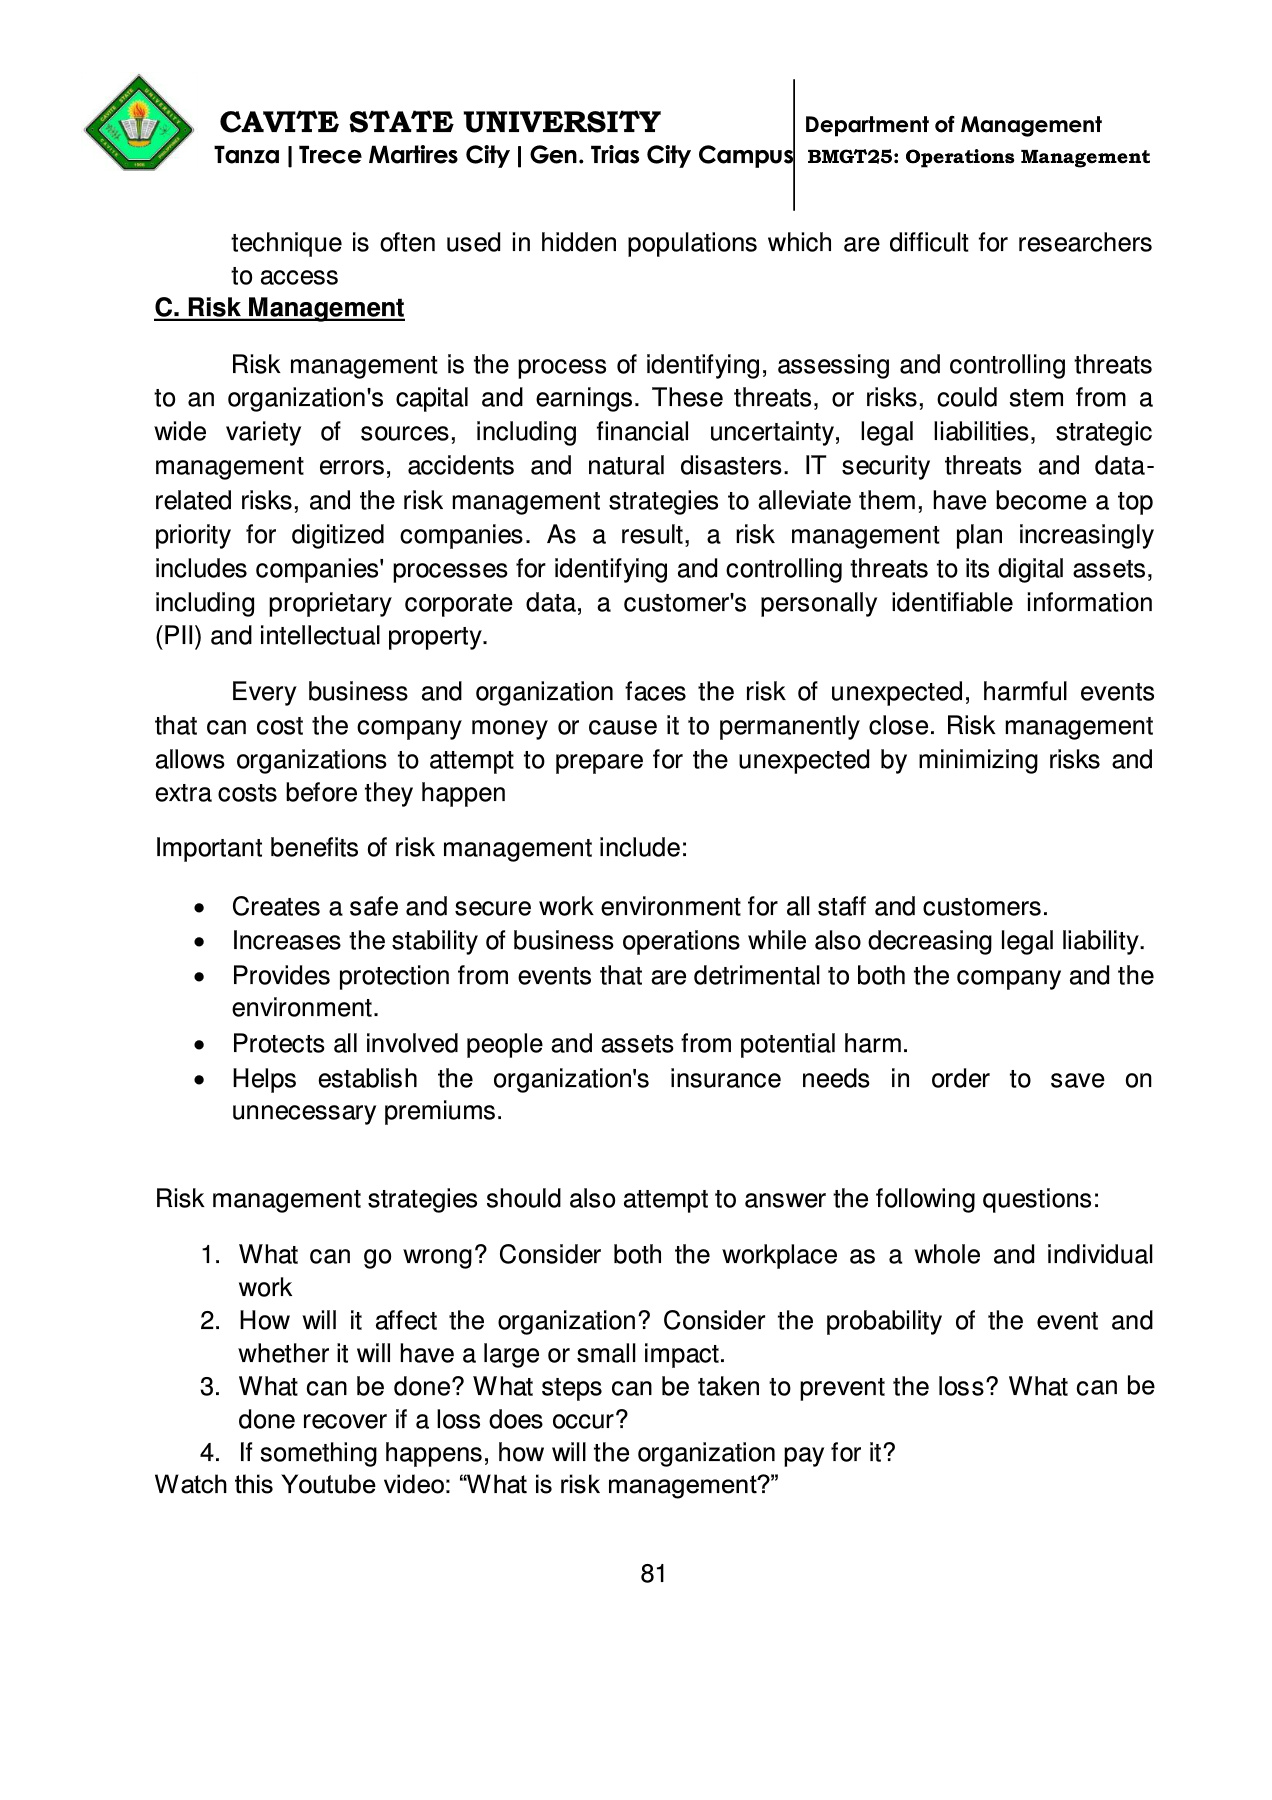 CAVITE STATE UNIVERSITY
Tanza | Trece Martires City | Gen. Trias City Campus
Department of Management
BMGT25: Operations Management
technique is often used in hidden populations which are difficult for researchers
to access
C. Risk Management
Risk management is the process of identifying, assessing and controlling threats
to an organization's capital and earnings. These threats, or risks, could stem from a
wide variety of sources, including financial uncertainty, legal liabilities, strategic
management errors, accidents and natural disasters. IT security threats and data-
related risks, and the risk management strategies to alleviate them, have become a top
priority for digitized companies. As a result, a risk management plan increasingly
includes companies' processes for identifying and controlling threats to its digital assets,
including proprietary corporate data, a customer's personally identifiable information
(PII) and intellectual property.
Every business and organization faces the risk of unexpected, harmful events
that can cost the company money or cause it to permanently close. Risk management
allows organizations to attempt to prepare for the unexpected by minimizing risks and
extra costs before they happen
Important benefits of risk management include:
• Creates a safe and secure work environment for all staff and customers.
• Increases the stability of business operations while also decreasing legal liability.
• Provides protection from events that are detrimental to both the company and the
environment.
• Protects all involved people and assets from potential harm.
• Helps establish the organization's insurance needs in order to save on
unnecessary premiums.
Risk management strategies should also attempt to answer the following questions:
1. What can go wrong? Consider both the workplace as a whole and individual
work
2. How will it affect the organization? Consider the probability of the event and
whether it will have a large or small impact.
3. What can be done? What steps can be taken to prevent the loss? What can be
done recover if a loss does occur?
4. If something happens, how will the organization pay for it?
Watch this Youtube video: “What is risk management?”
81